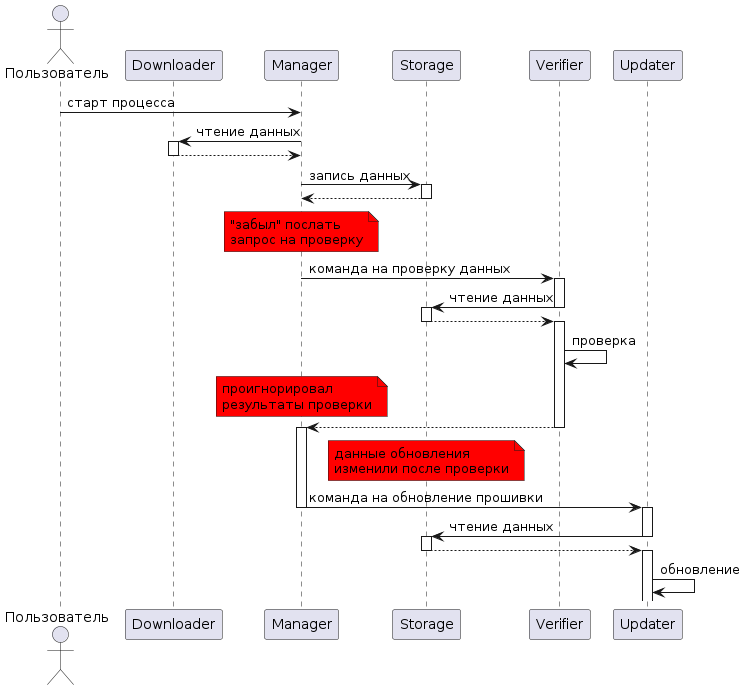 Пользователь
Downloader
Manager
Storage
Verifier
Updater
старт процесса
чтение данных
запись данных
"забыл" послать
запрос на проверку
команда на проверку данных
чтение данных
проверка
проигнорировал
результаты проверки
данные обновления
изменили после проверки
команда на обновление прошивки
чтение данных
обновление
Пользователь
Downloader
Manager
Storage
Verifier
Updater